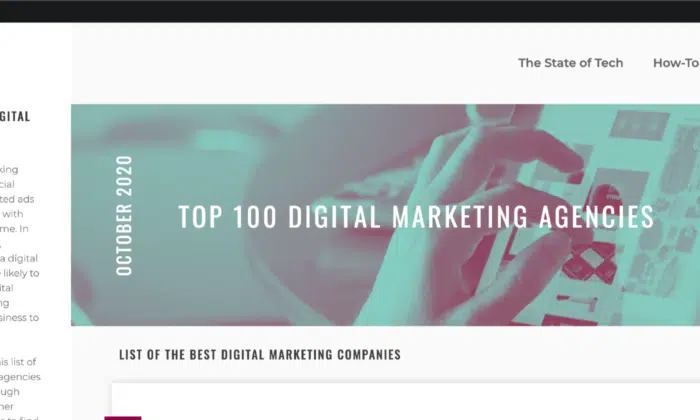 The State of Tech
How-To
GITAL
king
cial
ted ads
with
me. In
a digital
likely to
ital
ng
siness to
is list of
agencies
ugh
her
OCTOBER 2020
TOP 100 DIGITAL MARKETING AGENCIES
LIST OF THE BEST DIGITAL MARKETING COMPANIES